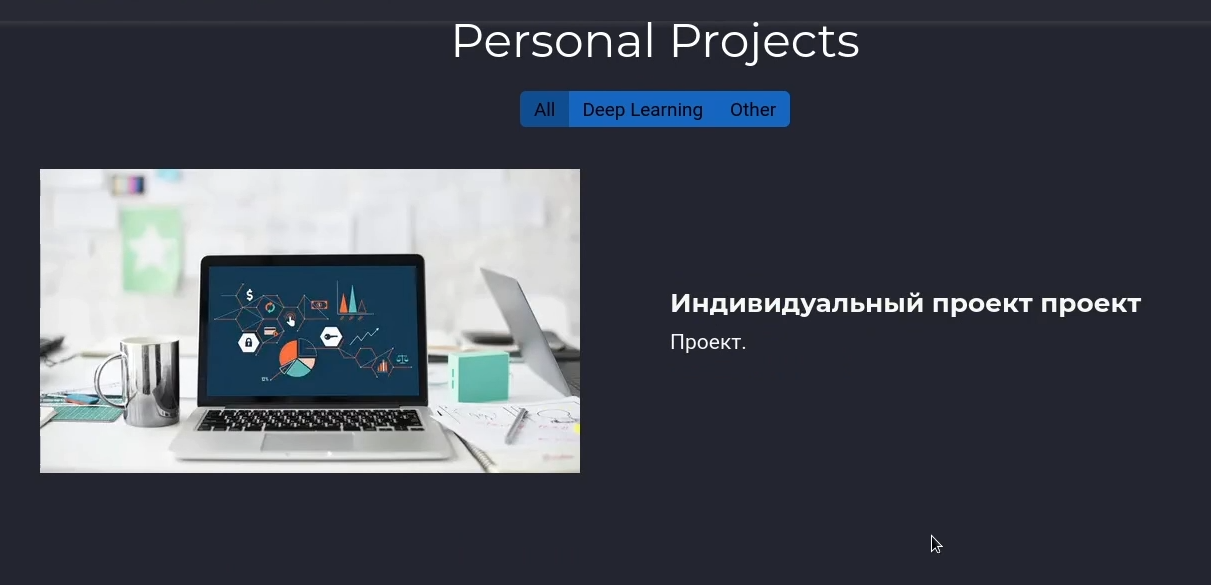 Personal Projects
All Deep Learning Other
Индивидуальный проект проект
Проект.
$